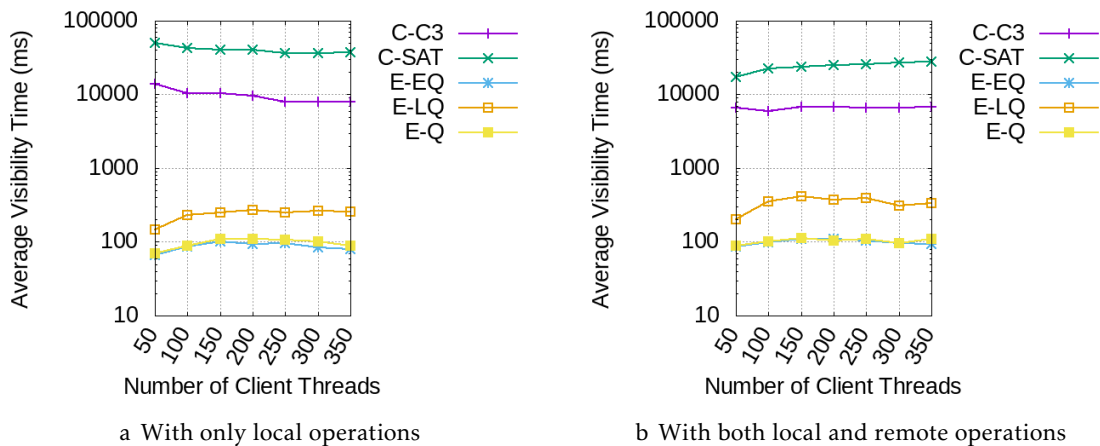 100000
10000
1000
100
10
Average Visibility Time (ms)
50
100
150
200
250
300
350
Number of Client Threads
C-C3
C-SAT
E-EQ
E-LQ
E-Q
a With only local operations
100000
10000
1000
100
10
Average Visibility Time (ms)
50
100
150
200
250
300
350
Number of Client Threads
C-C3
C-SAT
E-EQ
E-LQ
E-Q
b With both local and remote operations